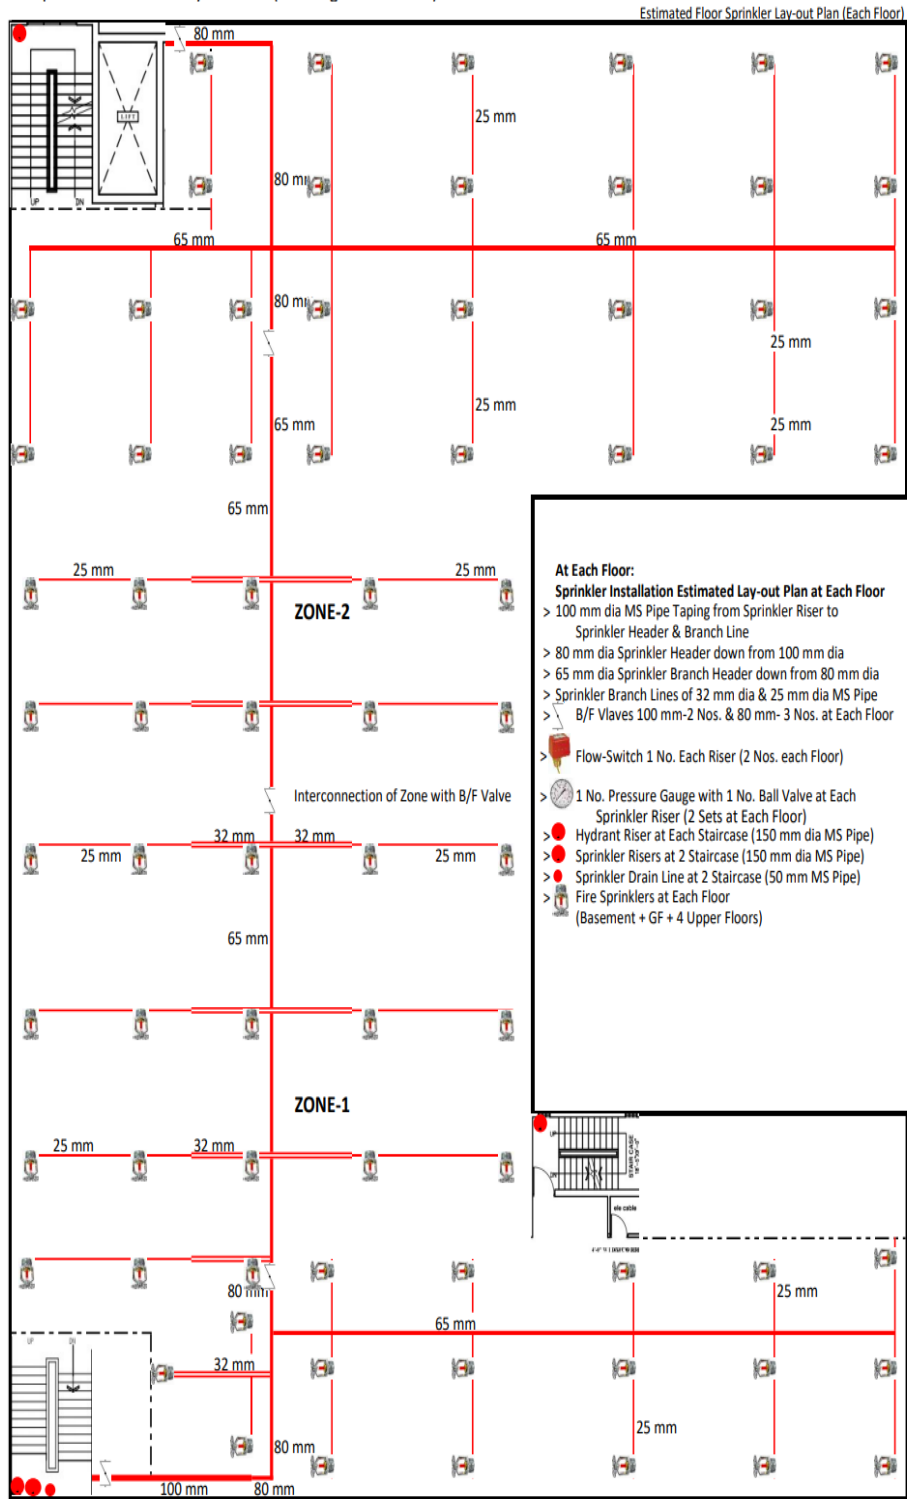 Estimated Floor Sprinkler Lay-out Plan (Each Floor)
80 mm
LIFT
25 mm
80 mm
UP
DN
65 mm
65 mm
80 mm
25 mm
25 mm
65 mm
25 mm
65 mm
25 mm
25 mm
ZONE-2
At Each Floor:
Sprinkler Installation Estimated Lay-out Plan at Each Floor
> 100 mm dia MS Pipe Taping from Sprinkler Riser to
Sprinkler Header & Branch Line
> 80 mm dia Sprinkler Header down from 100 mm dia
> 65 mm dia Sprinkler Branch Header down from 80 mm dia
> Sprinkler Branch Lines of 32 mm dia & 25 mm dia MS Pipe
> B/F Vlaves 100 mm-2 Nos. & 80 mm- 3 Nos. at Each Floor
> Flow-Switch 1 No. Each Riser (2 Nos. each Floor)
> 1 No. Pressure Gauge with 1 No. Ball Valve at Each
Sprinkler Riser (2 Sets at Each Floor)
> Hydrant Riser at Each Staircase (150 mm dia MS Pipe)
> Sprinkler Risers at 2 Staircase (150 mm dia MS Pipe)
> Sprinkler Drain Line at 2 Staircase (50 mm MS Pipe)
> Fire Sprinklers at Each Floor
(Basement + GF + 4 Upper Floors)
Interconnection of Zone with B/F Valve
32 mm
32 mm
25 mm
25 mm
65 mm
ZONE-1
UP
DN
STAIR CASE
ele cable
25 mm
32 mm
80 mm
25 mm
65 mm
UP
DN
32 mm
25 mm
80 mm
100 mm
80 mm